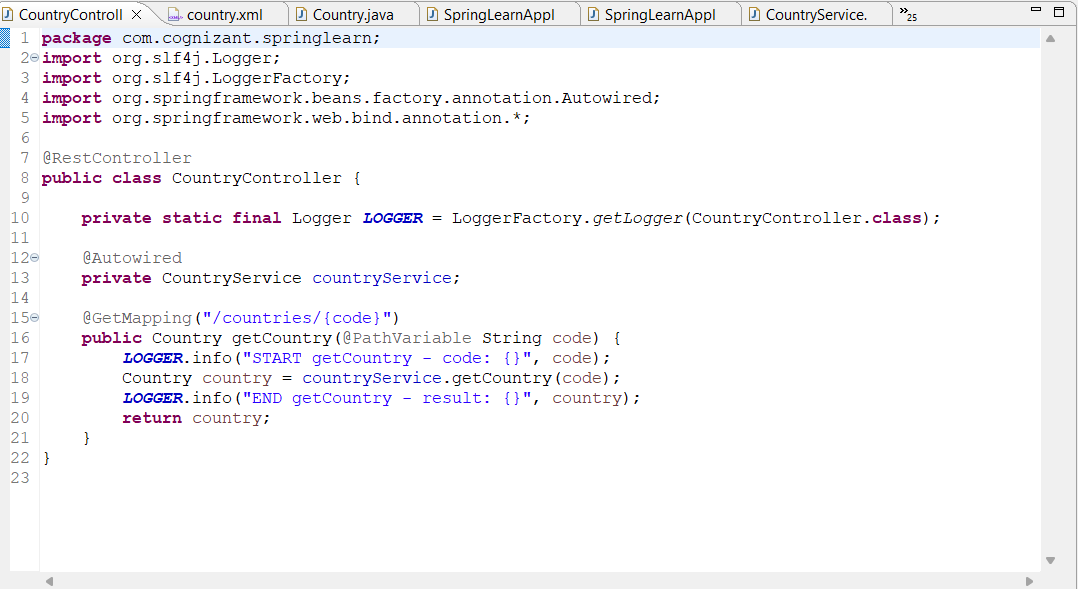 CountryControll country.xml Country.java SpringLearnAppl SpringLearnAppl CountryService. »25
1 package com.cognizant.springlearn;
2 import org.slf4j.Logger;
3 import org.slf4j.LoggerFactory;
4 import org.springframework.beans.factory.annotation.Autowired;
5 import org.springframework.web.bind.annotation.*;
6
7 @RestController
8 public class CountryController {
9
10     private static final Logger LOGGER = LoggerFactory.getLogger(CountryController.class);
11
12     @Autowired
13     private CountryService countryService;
14
15     @GetMapping("/countries/{code}")
16     public Country getCountry(@PathVariable String code) {
17         LOGGER.info("START getCountry - code: {}", code);
18         Country country = countryService.getCountry(code);
19         LOGGER.info("END getCountry - result: {}", country);
20         return country;
21     }
22 }
23